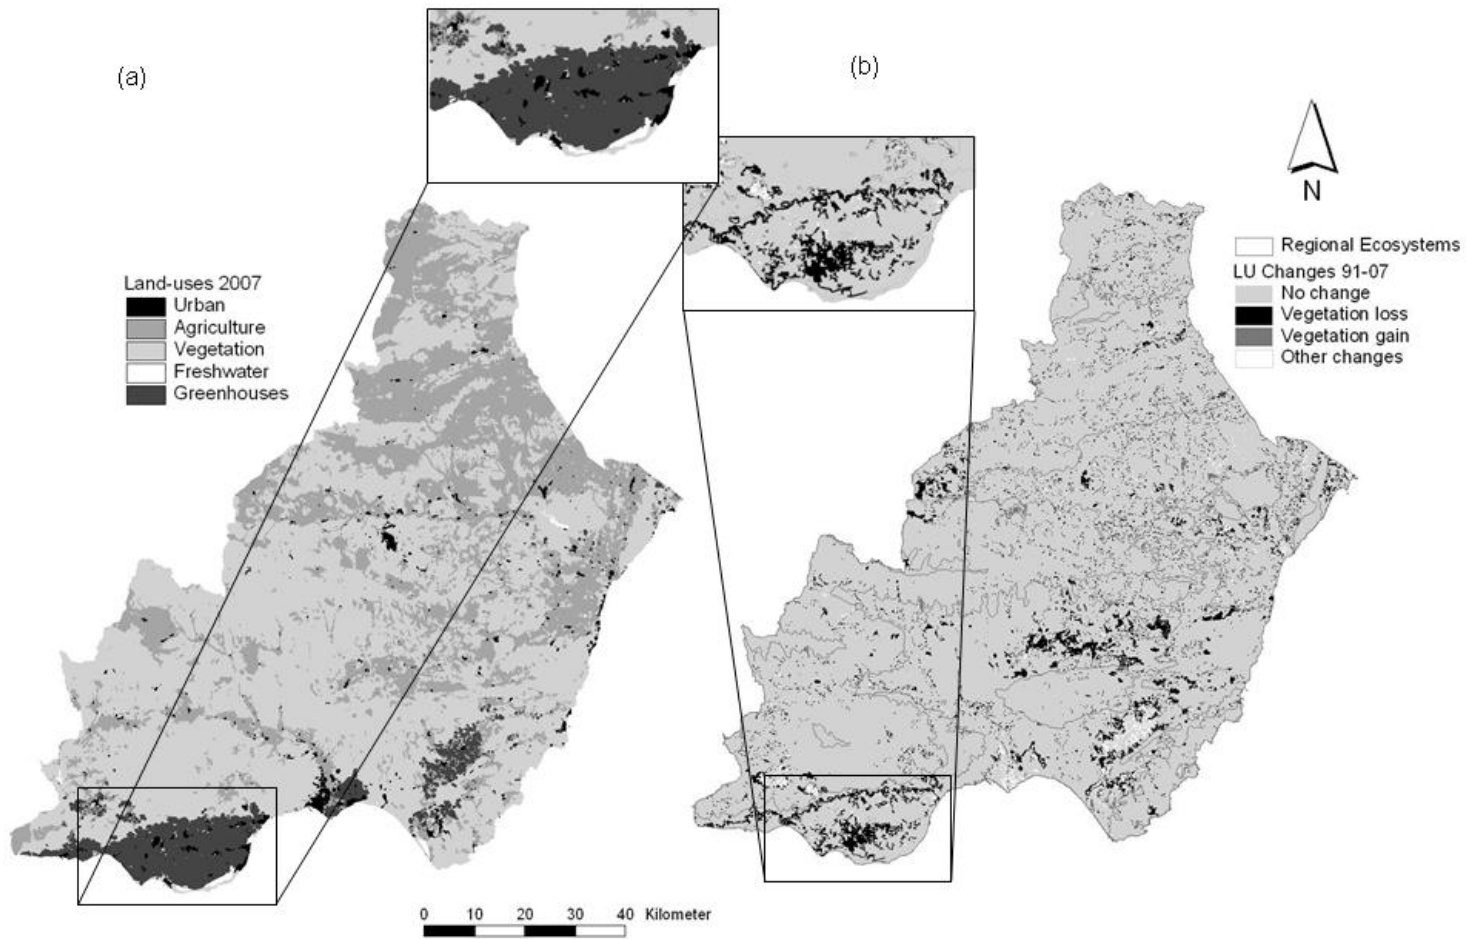 (a)
(b)
N
Land-uses 2007
Urban
Agriculture
Vegetation
Freshwater
Greenhouses
Regional Ecosystems
LU Changes 91-07
No change
Vegetation loss
Vegetation gain
Other changes
0 10 20 30 40 Kilometer